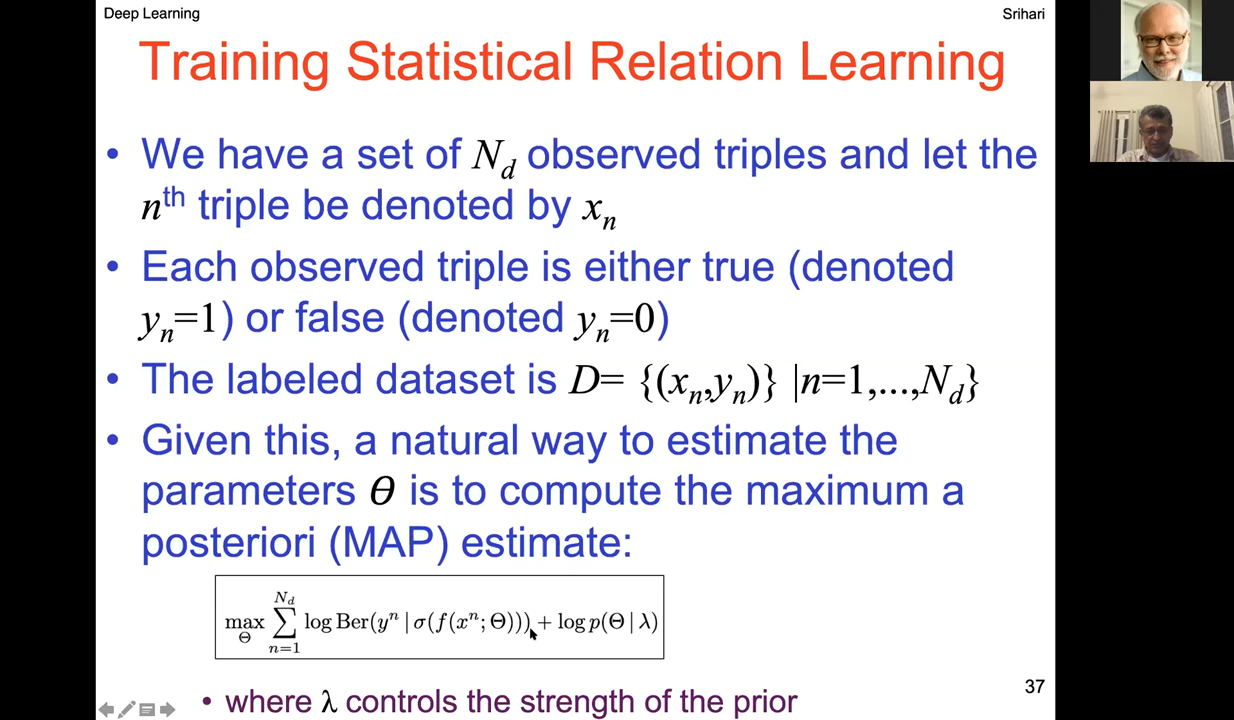 Deep Learning
Srihari
Training Statistical Relation Learning
• We have a set of N_d observed triples and let the
n^th triple be denoted by x_n
• Each observed triple is either true (denoted
y_n=1) or false (denoted y_n=0)
• The labeled dataset is D= {(x_n,y_n)} |n=1,...,N_d}
• Given this, a natural way to estimate the
parameters Θ is to compute the maximum a
posteriori (MAP) estimate:
max_Θ ∑_{n=1}^{N_d} log Ber(y^n | σ(f(x^n; Θ))) + log p(Θ | λ)
• where λ controls the strength of the prior
37